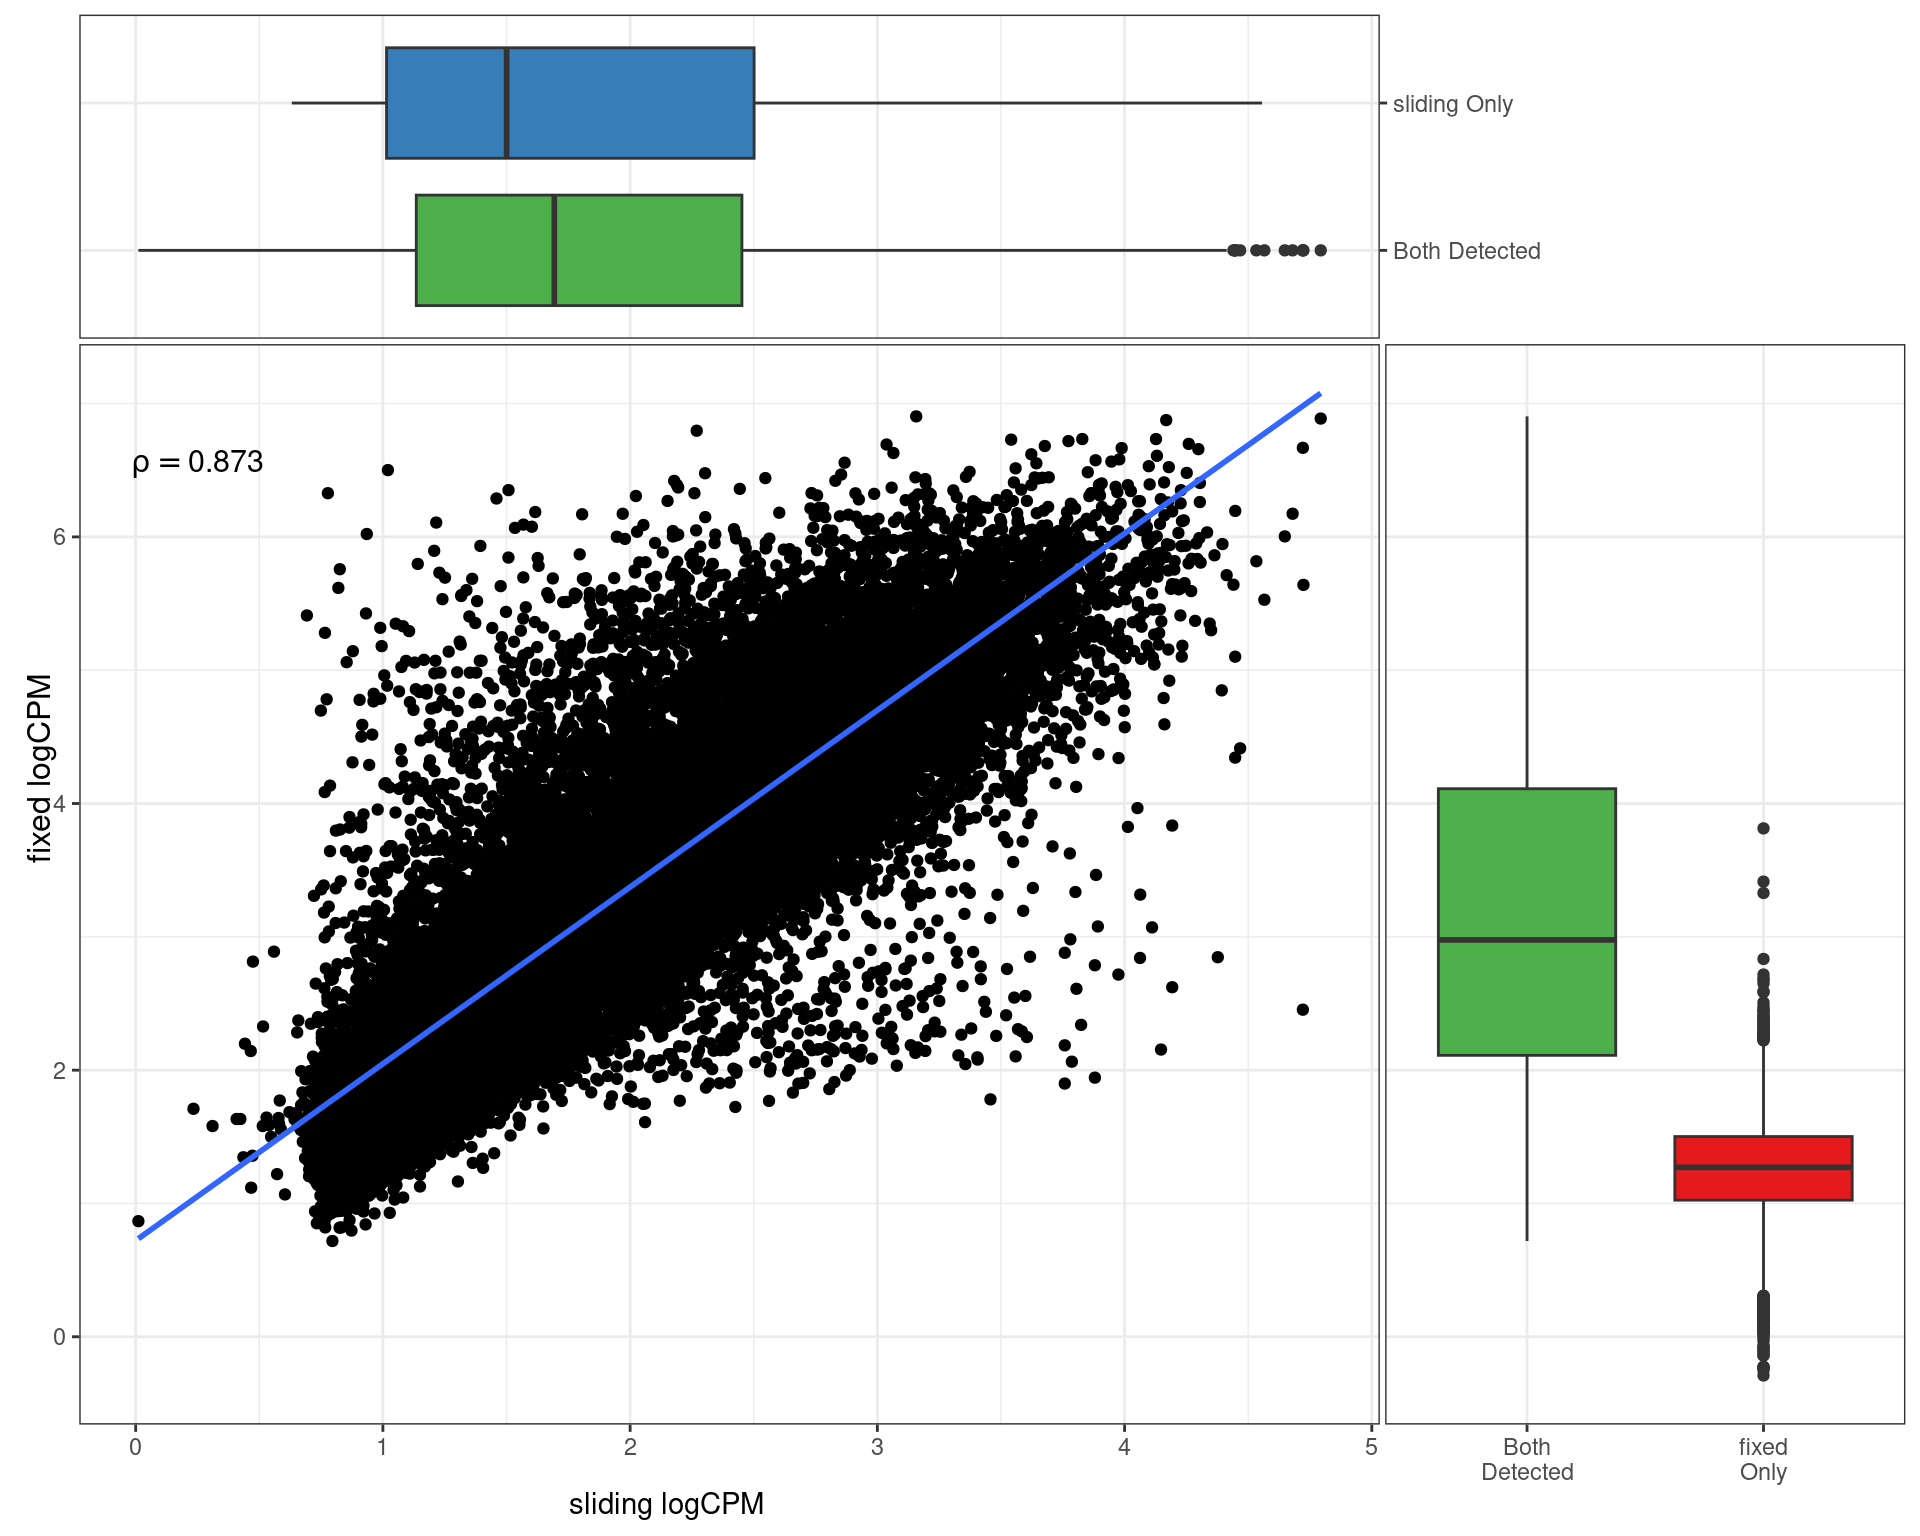 sliding Only
Both Detected
ρ = 0.873
fixed logCPM
6
4
2
0
0 1 2 3 4 5
Both
Detected
fixed
Only
sliding logCPM